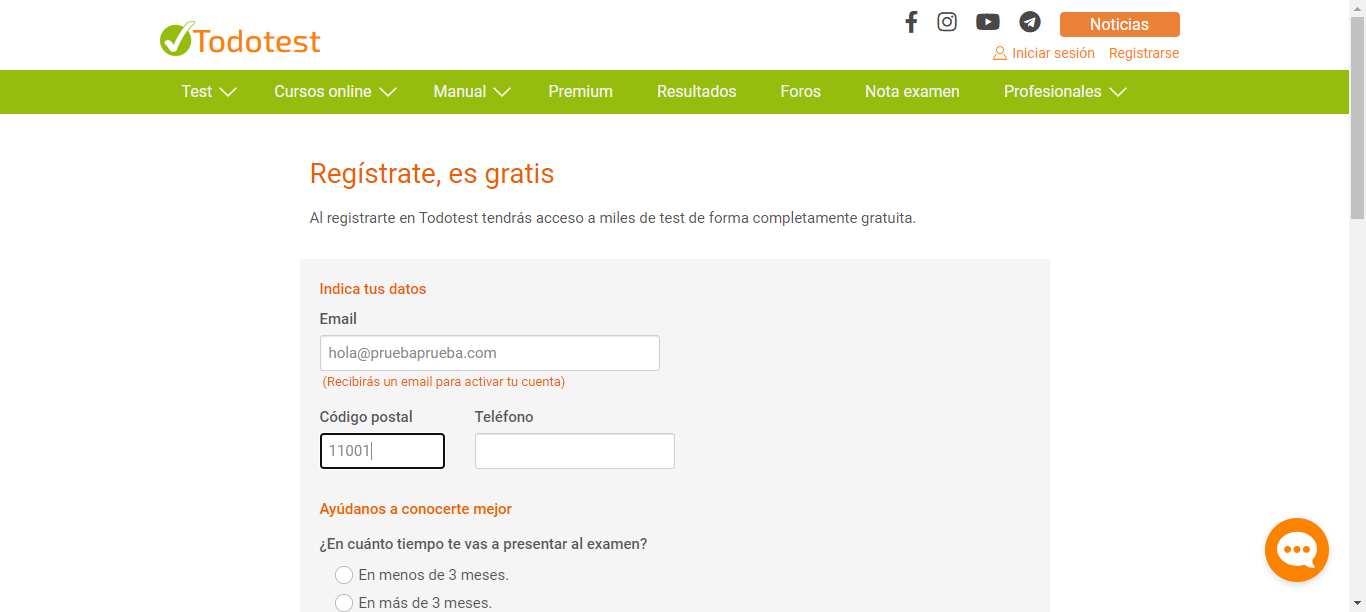 Todotest
Noticias
Iniciar sesión Registrarse
Test Cursos online Manual Premium Resultados Foros Nota examen Profesionales
Regístrate, es gratis
Al registrarte en Todotest tendrás acceso a miles de test de forma completamente gratuita.
Indica tus datos
Email
hola@pruebaprueba.com
(Recibirás un email para activar tu cuenta)
Código postal Teléfono
11001
Ayúdanos a conocerte mejor
¿En cuánto tiempo te vas a presentar al examen?
En menos de 3 meses.
En más de 3 meses.